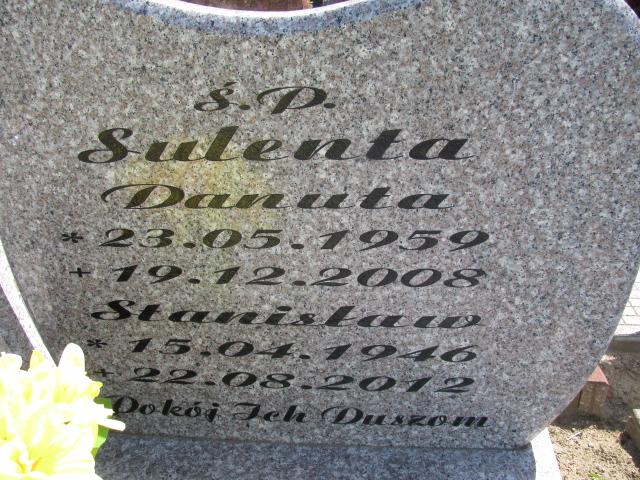 ś.P.
Sulenta
Danuta
* 23.05.1959
+ 19.12.2008
Stanisław
* 15.04.1946
+ 22.08.2012
Pokój Ich Duszom